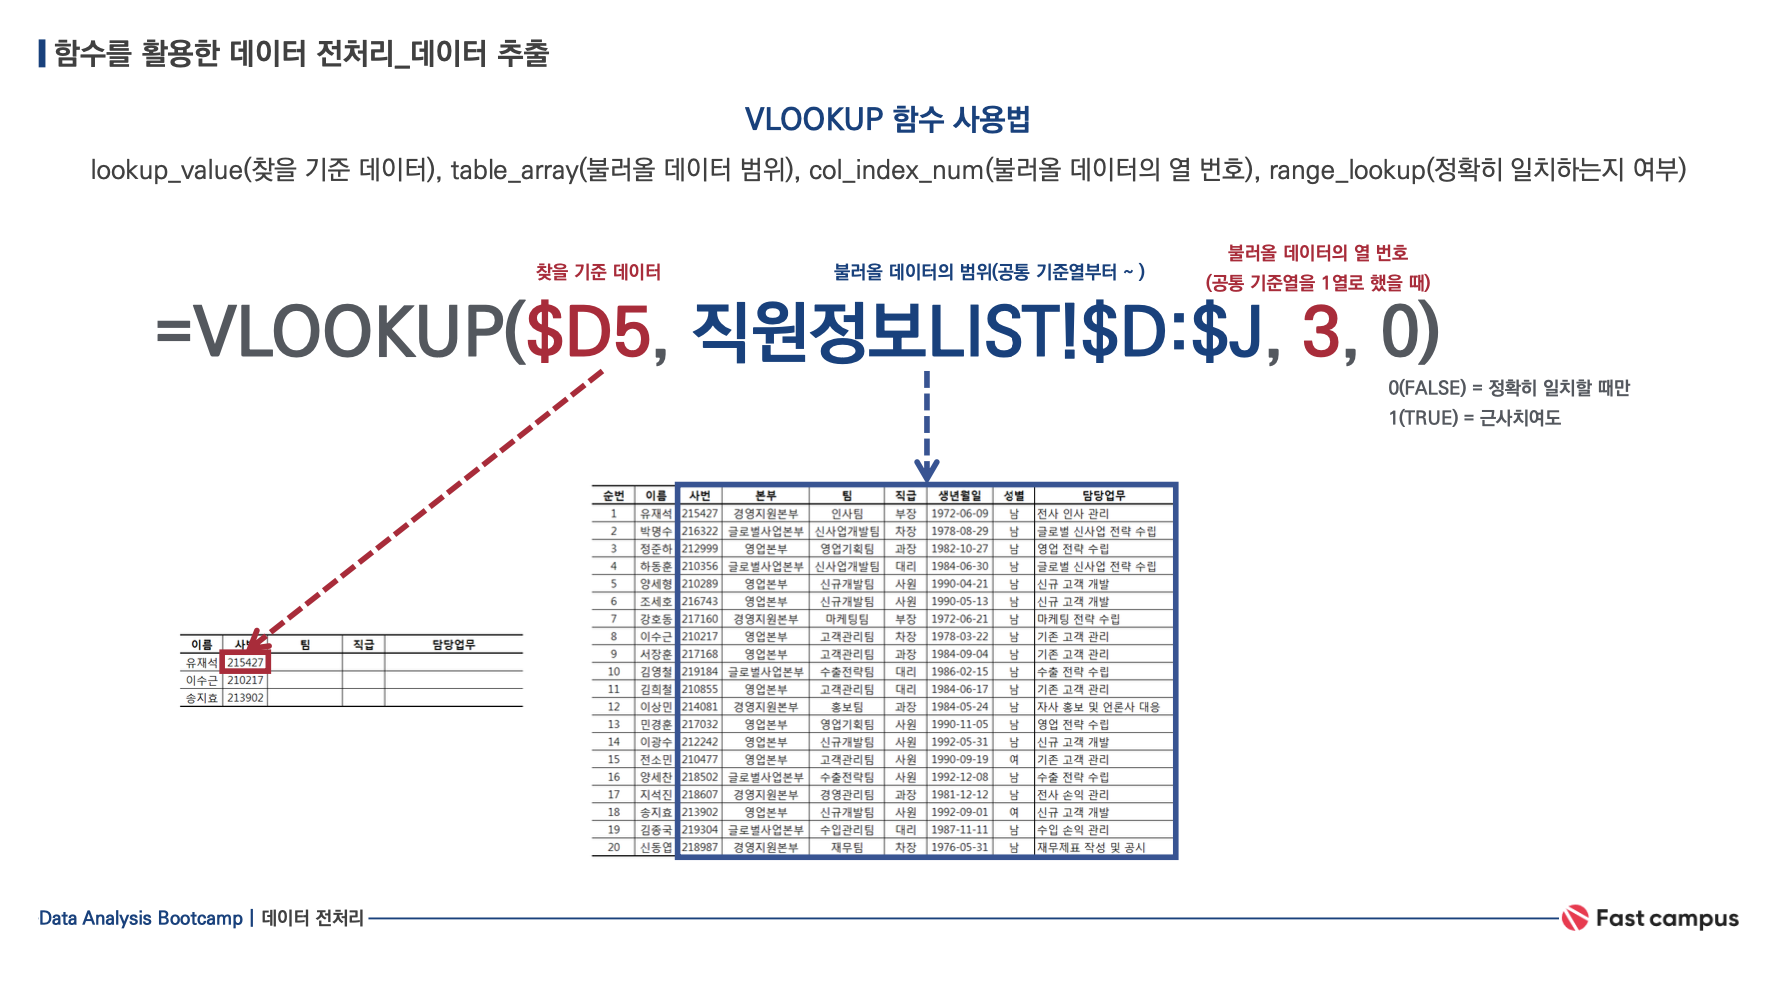 함수를 활용한 데이터 전처리_데이터 추출
VLOOKUP 함수 사용법
lookup_value(찾을 기준 데이터), table_array(불러올 데이터 범위), col_index_num(불러올 데이터의 열 번호), range_lookup(정확히 일치하는지 여부)
찾을 기준 데이터
불러올 데이터의 범위(공통 기준열부터 ~ )
불러올 데이터의 열 번호
(공통 기준열을 1열로 했을 때)
=VLOOKUP($D5, 직원정보LIST!$D:$J, 3, 0)
0(FALSE) = 정확히 일치할 때만
1(TRUE) = 근사치여도
이름 사번 팀 직급 담당업무
유재석 215427
이수근 210217
송지효 213902
순번 이름 사번 본부 팀 직급 생년월일 성별 담당업무
1 유재석 215427 경영지원본부 인사팀 부장 1972-06-09 남 전사 인사 관리
2 박명수 216322 글로벌사업본부 신사업개발팀 차장 1978-08-29 남 글로벌 신사업 전략 수립
3 정준하 212999 영업본부 영업기획팀 과장 1982-10-27 남 영업 전략 수립
4 하동훈 210356 글로벌사업본부 신사업개발팀 대리 1984-06-30 남 글로벌 신사업 전략 수립
5 양세형 210289 영업본부 신규개발팀 사원 1990-04-21 남 신규 고객 개발
6 조세호 216743 영업본부 신규개발팀 사원 1990-05-13 남 신규 고객 개발
7 강호동 217160 경영지원본부 마케팅팀 부장 1972-06-21 남 마케팅 전략 수립
8 이수근 210217 영업본부 고객관리팀 차장 1978-03-22 남 기존 고객 관리
9 서장훈 217168 영업본부 고객관리팀 과장 1984-09-04 남 기존 고객 관리
10 김영철 219184 글로벌사업본부 수출전략팀 대리 1986-02-15 남 수출 전략 수립
11 김희철 210855 영업본부 고객관리팀 대리 1984-06-17 남 기존 고객 관리
12 이상민 214081 경영지원본부 홍보팀 과장 1984-05-24 남 자사 홍보 및 언론사 대응
13 민경훈 217032 영업본부 영업기획팀 사원 1990-11-05 남 영업 전략 수립
14 이광수 212242 영업본부 신규개발팀 사원 1992-05-31 남 신규 고객 개발
15 전소민 210477 영업본부 고객관리팀 사원 1990-09-19 여 기존 고객 관리
16 양세찬 218502 글로벌사업본부 수출전략팀 사원 1992-12-08 남 수출 전략 수립
17 지석진 218607 경영지원본부 경영관리팀 과장 1981-12-12 남 전사 손익 관리
18 송지효 213902 영업본부 신규개발팀 사원 1992-09-01 여 신규 고객 개발
19 김종국 219304 글로벌사업본부 수입관리팀 대리 1987-11-11 남 수입 손익 관리
20 신동엽 218987 경영지원본부 재무팀 차장 1976-05-31 남 재무제표 작성 및 공시
Data Analysis Bootcamp | 데이터 전처리
Fast campus